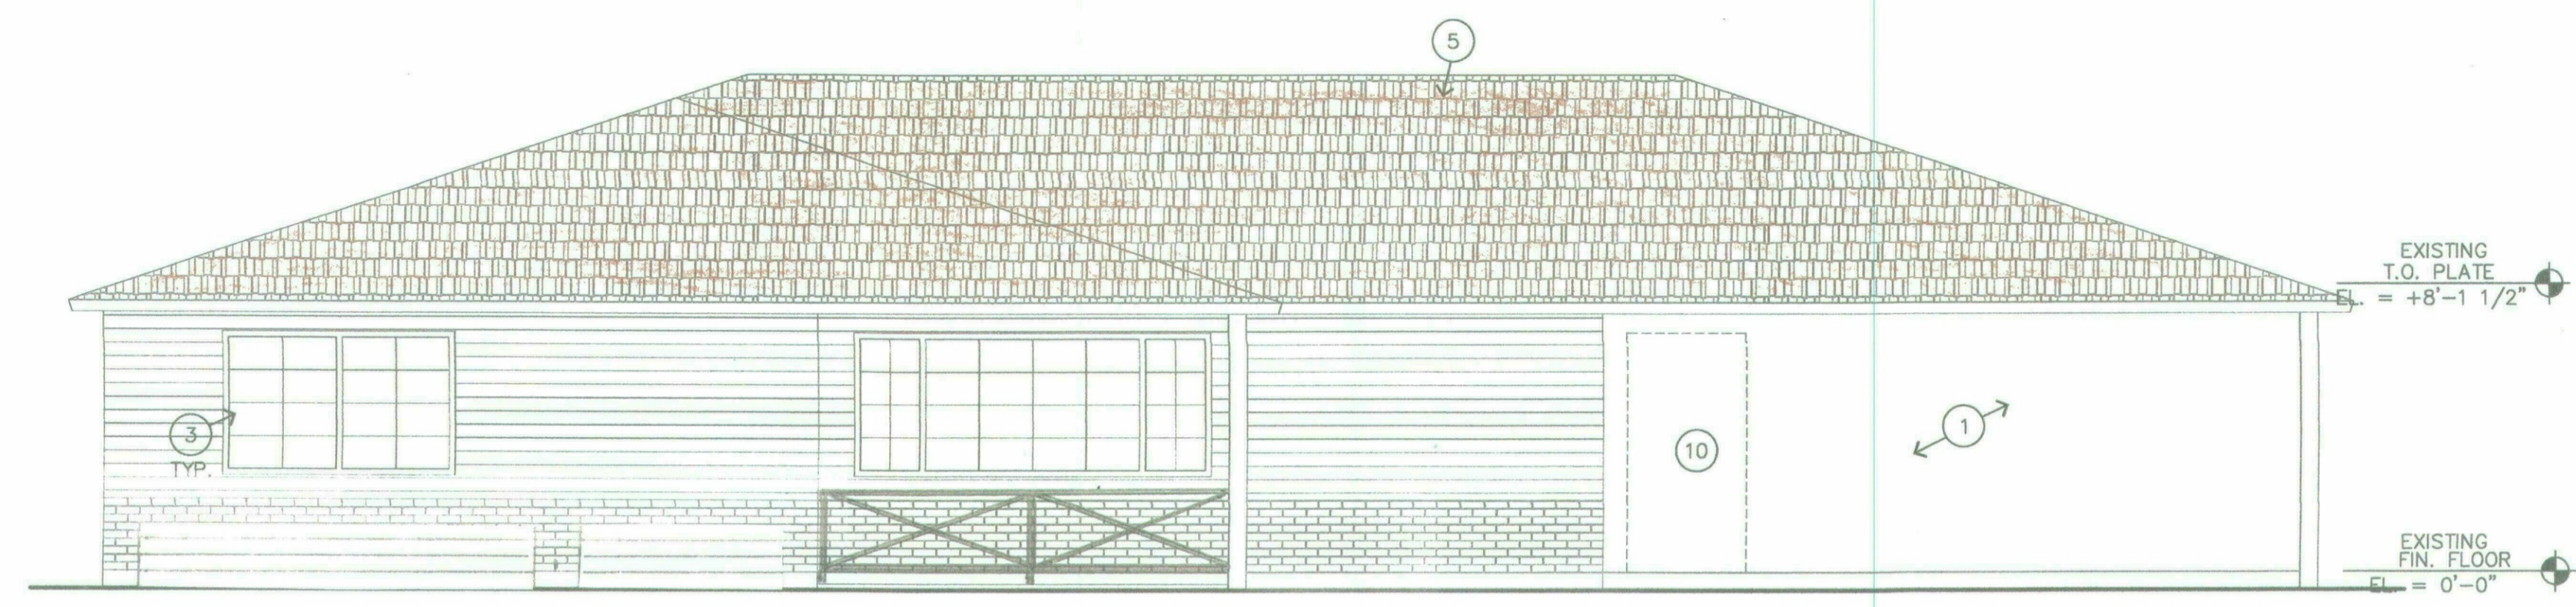 5
EXISTING
T.O. PLATE
EL. = +8'-1 1/2"
3
TYP.
10
1
EXISTING
FIN. FLOOR
EL. = 0'-0"